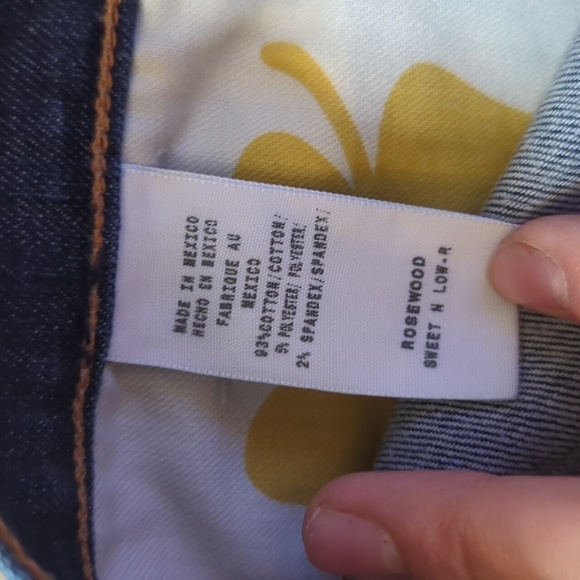 MADE IN MEXICO
HECHO EN MEXICO
FABRIQUE AU
MEXICO
93%COTTON/COTTON/
5% POLYESTER/ POLYESTER/
2% SPANDEX/SPANDEX/
ROSEWOOD
SWEET N LOW-R